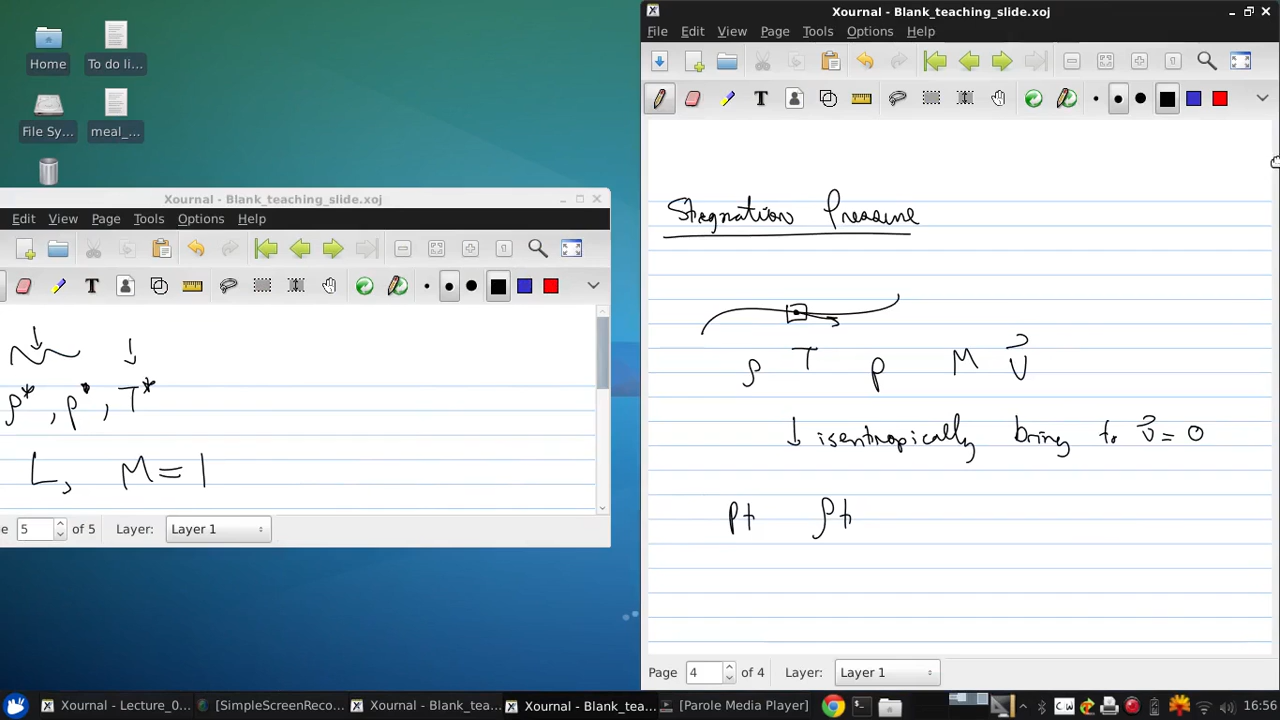 Home
To do li...
File Sy...
meal_...
Xournal - Blank_teaching_slide.xoj
Edit View Page Tools Options Help
ρ* , p* , T*
L, M = 1
5 of 5 Layer: Layer 1
Xournal - Blank_teaching_slide.xoj
File Edit View Page Tools Options Help
Stagnation Pressure
ρ T p M V⃗
↓ isentropically bring to v⃗ = 0
pt ρt
Page 4 of 4 Layer: Layer 1
Xournal - Lecture_0... [SimpleScreenReco... Xournal - Blank_tea... Xournal - Blank_tea... [Parole Media Player] 16:56